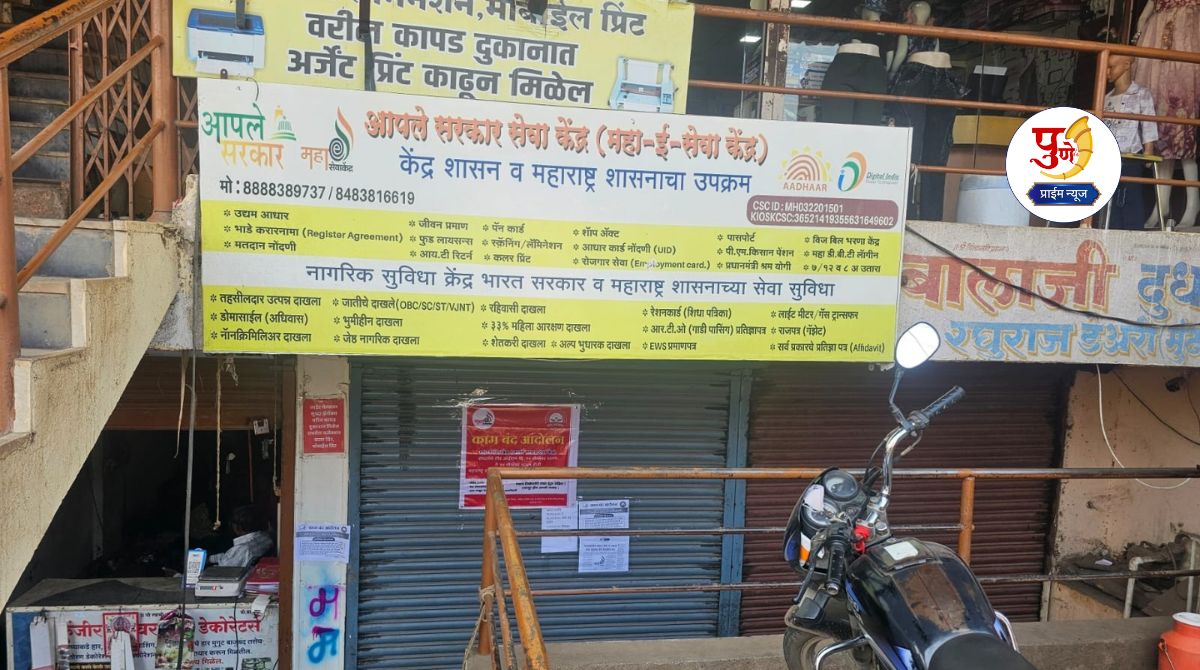 मोबाईल प्रिंट
वरील कापड दुकानात
अर्जेंट प्रिंट काढून मिळेल
आपले
सरकार
महा
सेवाकेंद्र
आपले सरकार सेवा केंद्र (महा-ई-सेवा केंद्र)
केंद्र शासन व महाराष्ट्र शासनाचा उपक्रम
AADHAAR
Digital India
मो : 8888389737 / 8483816619
CSC ID : MH032201501
KIOSKCSC:36521419355631649602
* उद्यम आधार
* भाडे करारनामा (Register Agreement)
* मतदान नोंदणी
* जीवन प्रमाण
* फुड लायसन्स
* आय.टी रिटर्न
* पॅन कार्ड
* स्कॅनिंग/लॅमिनेशन
* कलर प्रिंट
* शॉप ॲक्ट
* आधार कार्ड नोंदणी (UID)
* रोजगार सेवा (Employment card.)
* पासपोर्ट
* पी.एम.किसान पेंशन
* प्रधानमंत्री श्रम योगी
* विज बिल भरणा केंद्र
* महा डी.बी.टी लॉगीन
* ७/१२ व ८ अ उतारा
नागरिक सुविधा केंद्र भारत सरकार व महाराष्ट्र शासनाच्या सेवा सुविधा
* तहसीलदार उत्पन्न दाखला
* डोमासाईल (अधिवास)
* नॅानक्रिमिलिअर दाखला
* जातीचे दाखले(OBC/SC/ST/VJNT)
* भुमीहीन दाखला
* जेष्ठ नागरिक दाखला
* रहिवासी दाखला
* ३३% महिला आरक्षण दाखला
* शेतकरी दाखला * अल्प भुधारक दाखला
* रेशनकार्ड (शिधा पत्रिका)
* आर.टी.ओ (गाडी पासिंग) प्रतिज्ञापत्र
* EWS प्रमाणपत्र
* लाईट मीटर/गॅस ट्रान्सफर
* राजपत्र (गॅझेट)
* सर्व प्रकारचे प्रतिज्ञा पत्र (Affidavit)
पुणे
प्राईम न्यूज
बालाजी दुध
रघुराज डेअरी
काम बंद आंदोलन
म
म
डेकोरेटर्स